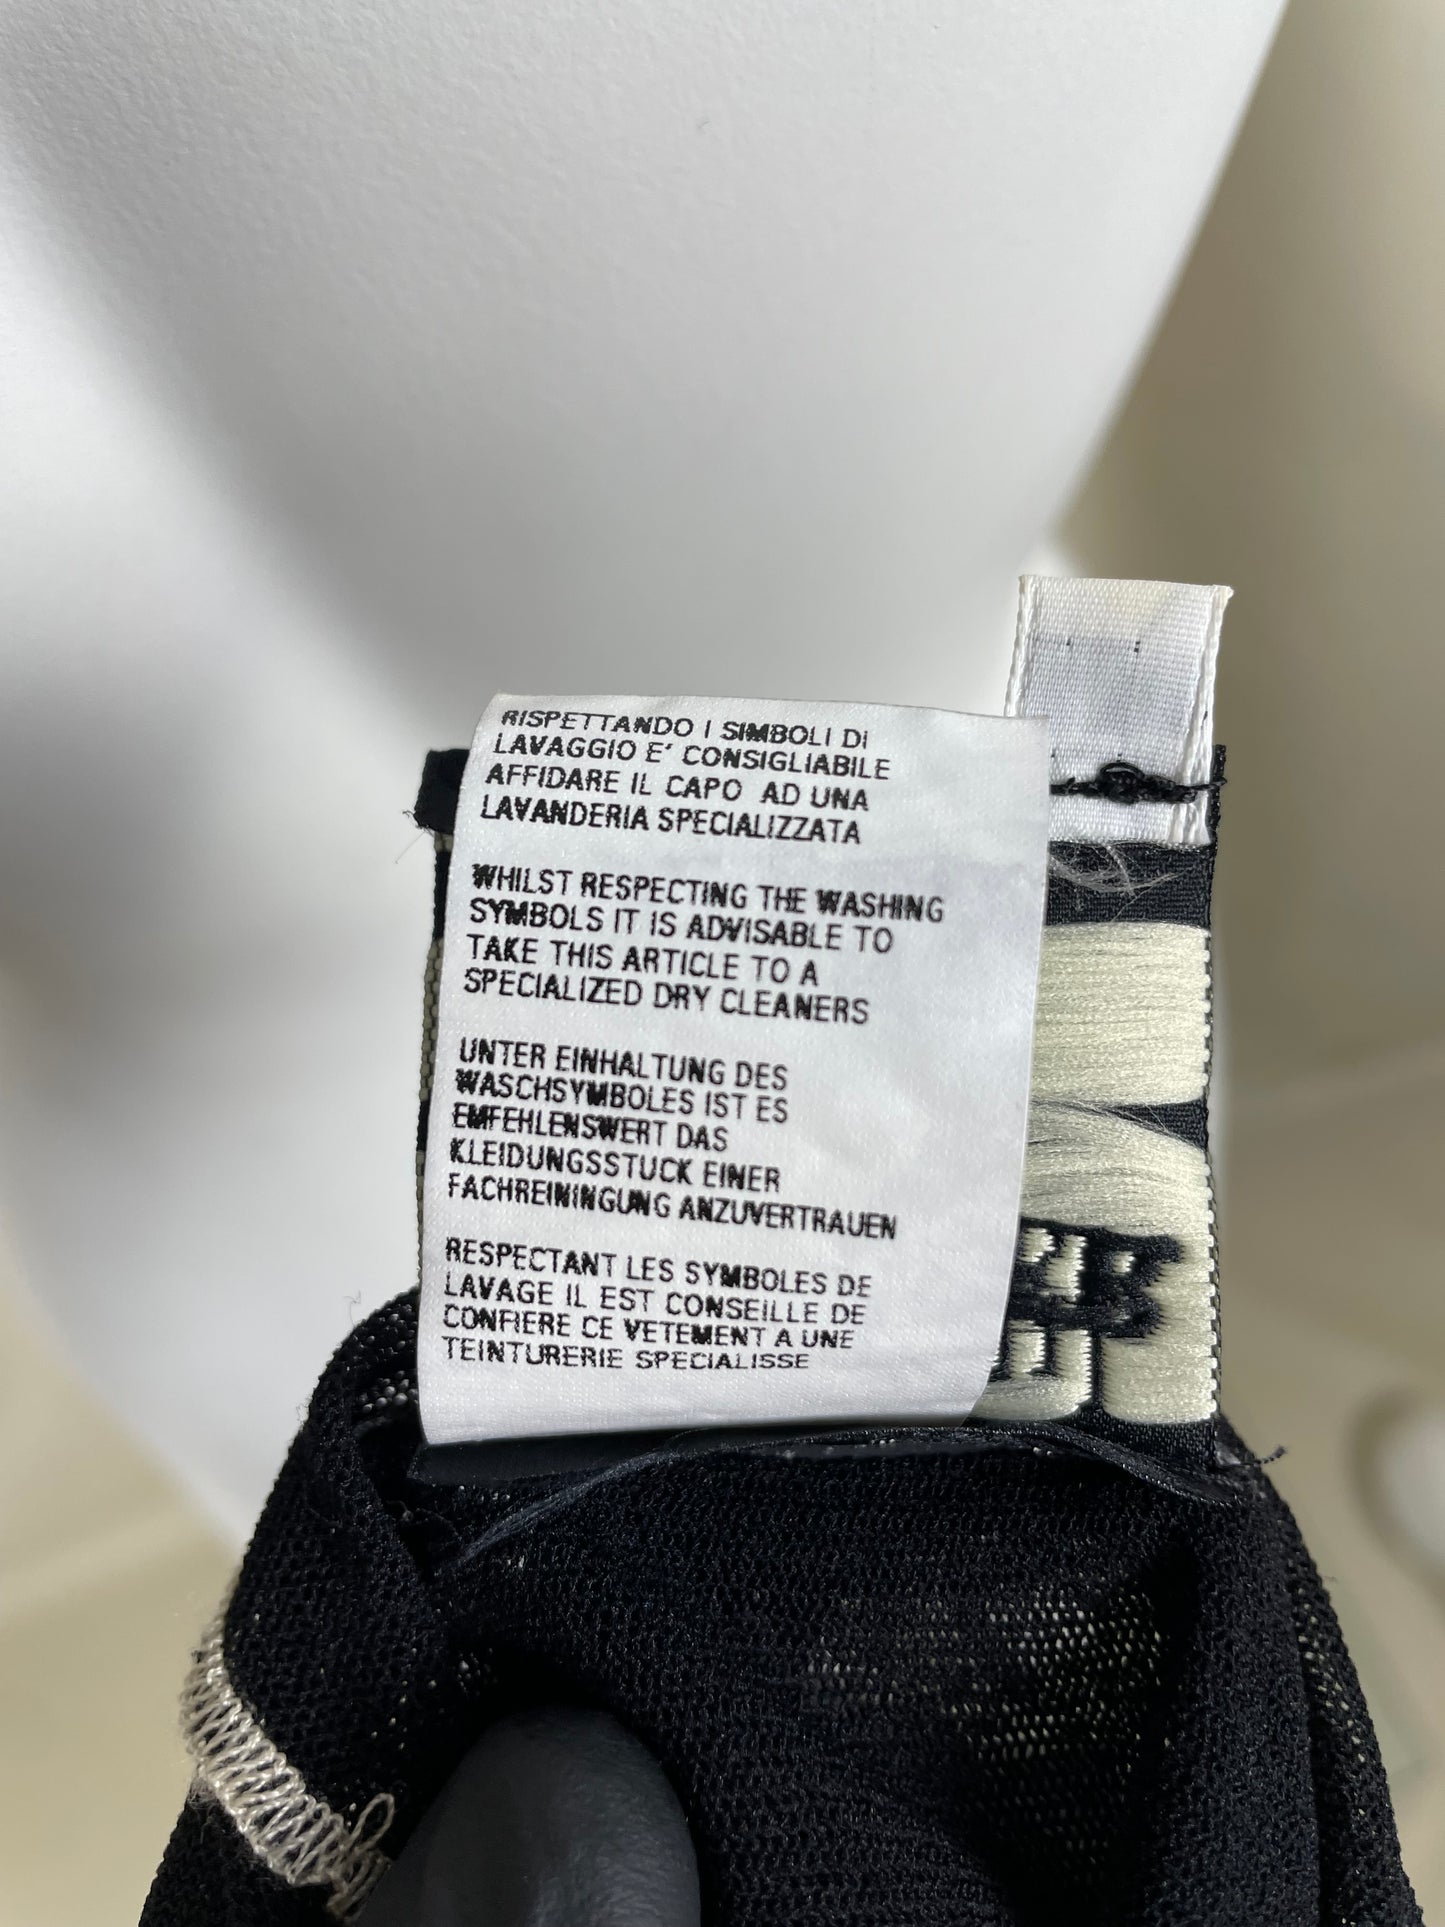 RISPETTANDO I SIMBOLI DI
LAVAGGIO E' CONSIGLIABILE
AFFIDARE IL CAPO AD UNA
LAVANDERIA SPECIALIZZATA
WHILST RESPECTING THE WASHING
SYMBOLS IT IS ADVISABLE TO
TAKE THIS ARTICLE TO A
SPECIALIZED DRY CLEANERS
UNTER EINHALTUNG DES
WASCHSYMBOLES IST ES
EMFEHLENSWERT DAS
KLEIDUNGSSTUCK EINER
FACHREININGUNG ANZUVERTRAUEN
RESPECTANT LES SYMBOLES DE
LAVAGE IL EST CONSEILLE DE
CONFIERE CE VETEMENT A UNE
TEINTURERIE SPECIALISSE